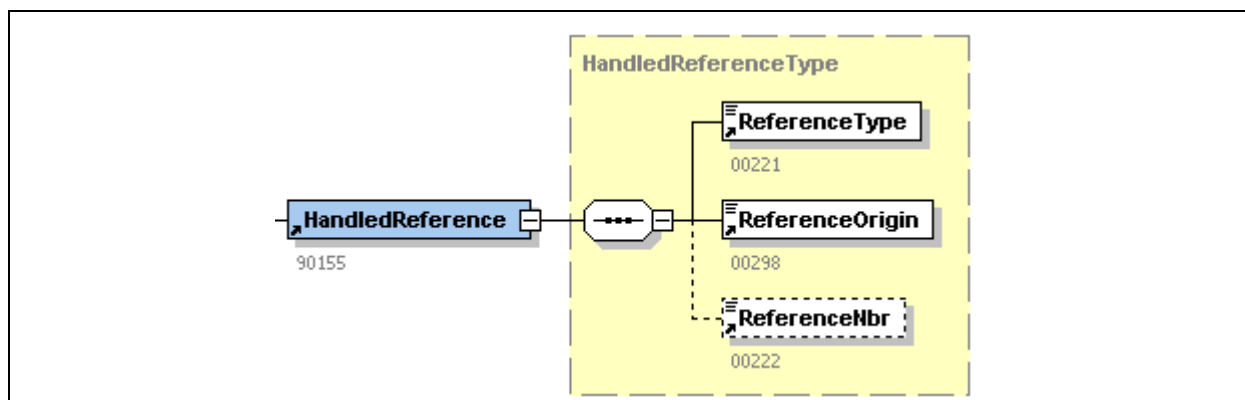 HandledReferenceType
ReferenceType
00221
HandledReference
90155
ReferenceOrigin
00298
ReferenceNbr
00222